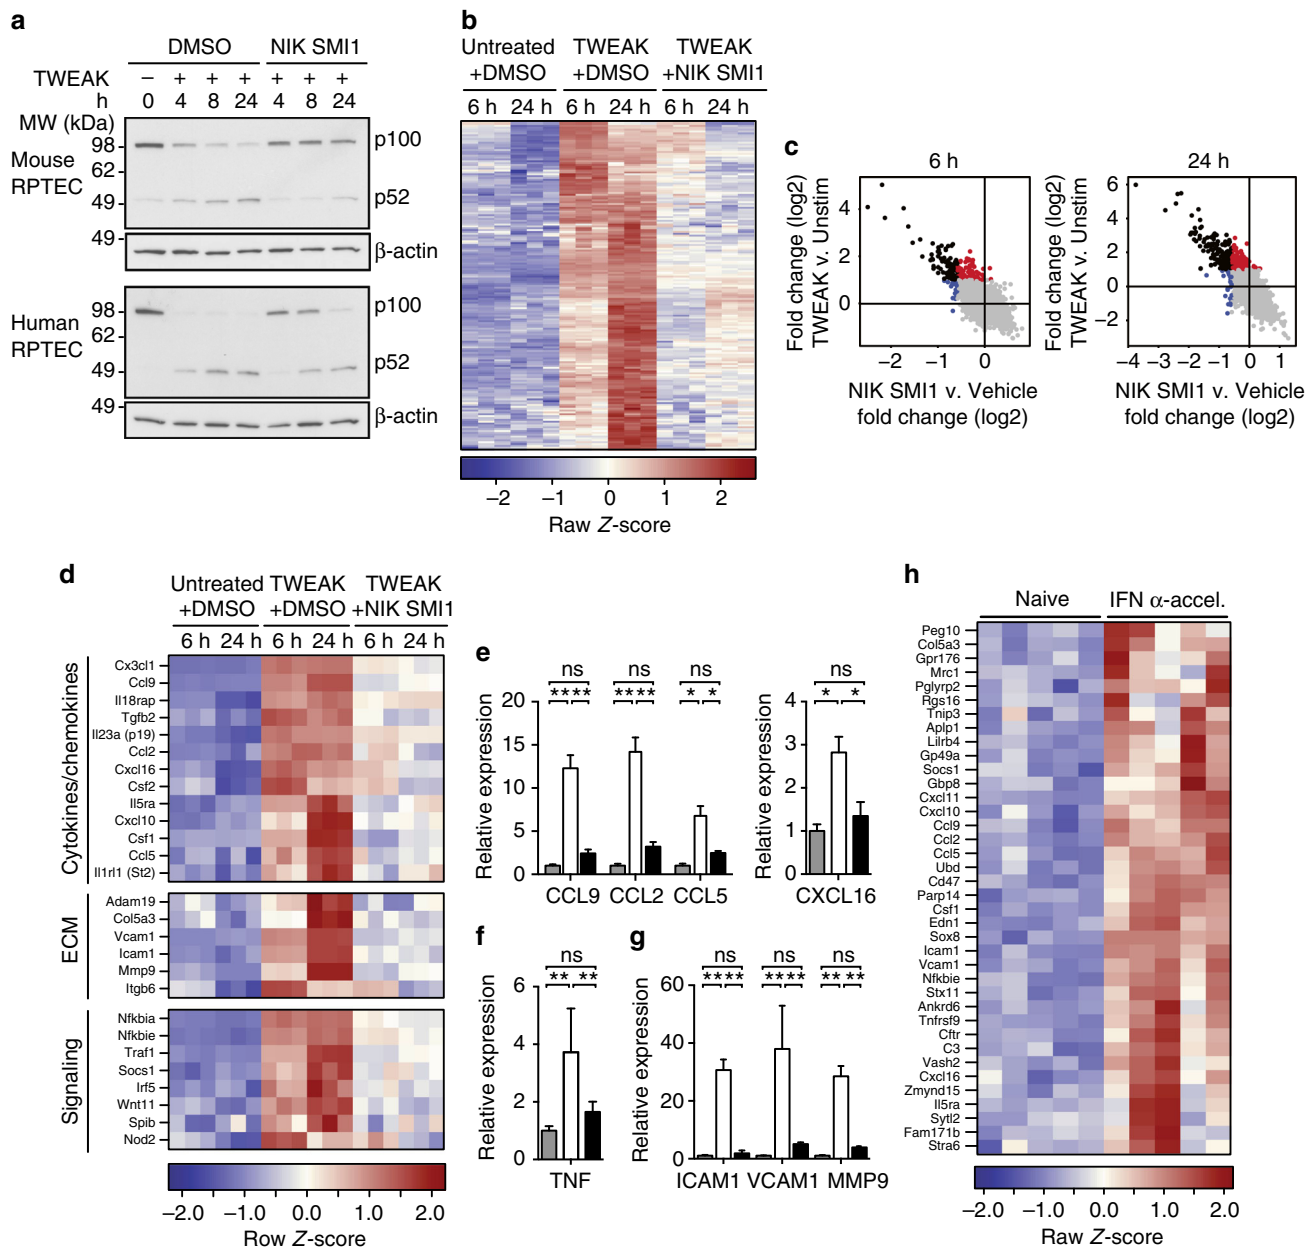 a
DMSO
NIK SMI1
TWEAK – + + + + + +
h 0 4 8 24 4 8 24
MW (kDa)
98
62
49
49
Mouse
RPTEC
p100
p52
β-actin
98
62
49
49
Human
RPTEC
p100
p52
β-actin
b
Untreated
+DMSO
TWEAK
+DMSO
TWEAK
+NIK SMI1
6 h 24 h 6 h 24 h 6 h 24 h
–2 –1 0 1 2
Raw Z-score
c
6 h
Fold change (log2)
TWEAK v. Unstim
4
2
0
–2 –1 0
NIK SMI1 v. Vehicle
fold change (log2)
24 h
Fold change (log2)
TWEAK v. Unstim
6
4
2
0
–2
–4 –3 –2 –1 0 1
NIK SMI1 v. Vehicle
fold change (log2)
d
Untreated
+DMSO
TWEAK
+DMSO
TWEAK
+NIK SMI1
6 h 24 h 6 h 24 h 6 h 24 h
Cytokines/chemokines
Cx3cl1
Ccl9
Il18rap
Tgfb2
Il23a (p19)
Ccl2
Cxcl16
Csf2
Il5ra
Cxcl10
Csf1
Ccl5
Il1rl1 (St2)
ECM
Adam19
Col5a3
Vcam1
Icam1
Mmp9
Itgb6
Signaling
Nfkbia
Nfkbie
Traf1
Socs1
Irf5
Wnt11
Spib
Nod2
–2.0 –1.0 0.0 1.0 2.0
Row Z-score
e
Relative expression
20
15
10
5
0
ns ns ns
**** **** * *
CCL9 CCL2 CCL5
Relative expression
4
3
2
1
0
ns
* *
CXCL16
f
Relative expression
6
4
2
0
ns
** **
TNF
g
Relative expression
60
40
20
0
ns ns ns
**** **** ** **
ICAM1 VCAM1 MMP9
h
Naive
IFN α-accel.
Peg10
Col5a3
Gpr176
Mrc1
Pglyrp2
Rgs16
Tnip3
Aplp1
Lilrb4
Gp49a
Socs1
Gbp8
Cxcl11
Cxcl10
Ccl9
Ccl2
Ccl5
Ubd
Cd47
Parp14
Csf1
Edn1
Sox8
Icam1
Vcam1
Nfkbie
Stx11
Ankrd6
Tnfrsf9
Cftr
C3
Vash2
Cxcl16
Zmynd15
Il5ra
Sytl2
Fam171b
Stra6
–2.0 –1.0 0.0 1.0 2.0
Raw Z-score